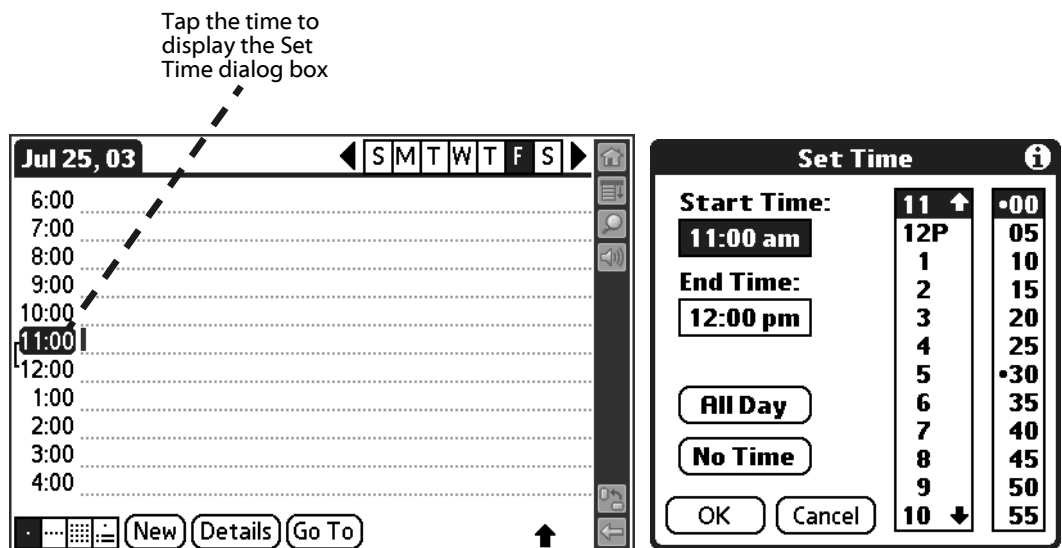 Tap the time to
display the Set
Time dialog box
Jul 25, 03
S M T W T F S
6:00
7:00
8:00
9:00
10:00
11:00
12:00
1:00
2:00
3:00
4:00
New Details Go To
Set Time
Start Time:
11:00 am
End Time:
12:00 pm
All Day
No Time
OK Cancel
11
12P
1
2
3
4
5
6
7
8
9
10
•00
05
10
15
20
25
•30
35
40
45
50
55